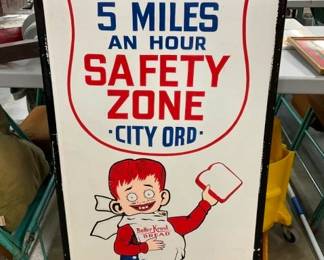 5 MILES
AN HOUR
SAFETY
ZONE
·CITY ORD·
Butter Krust
BREAD